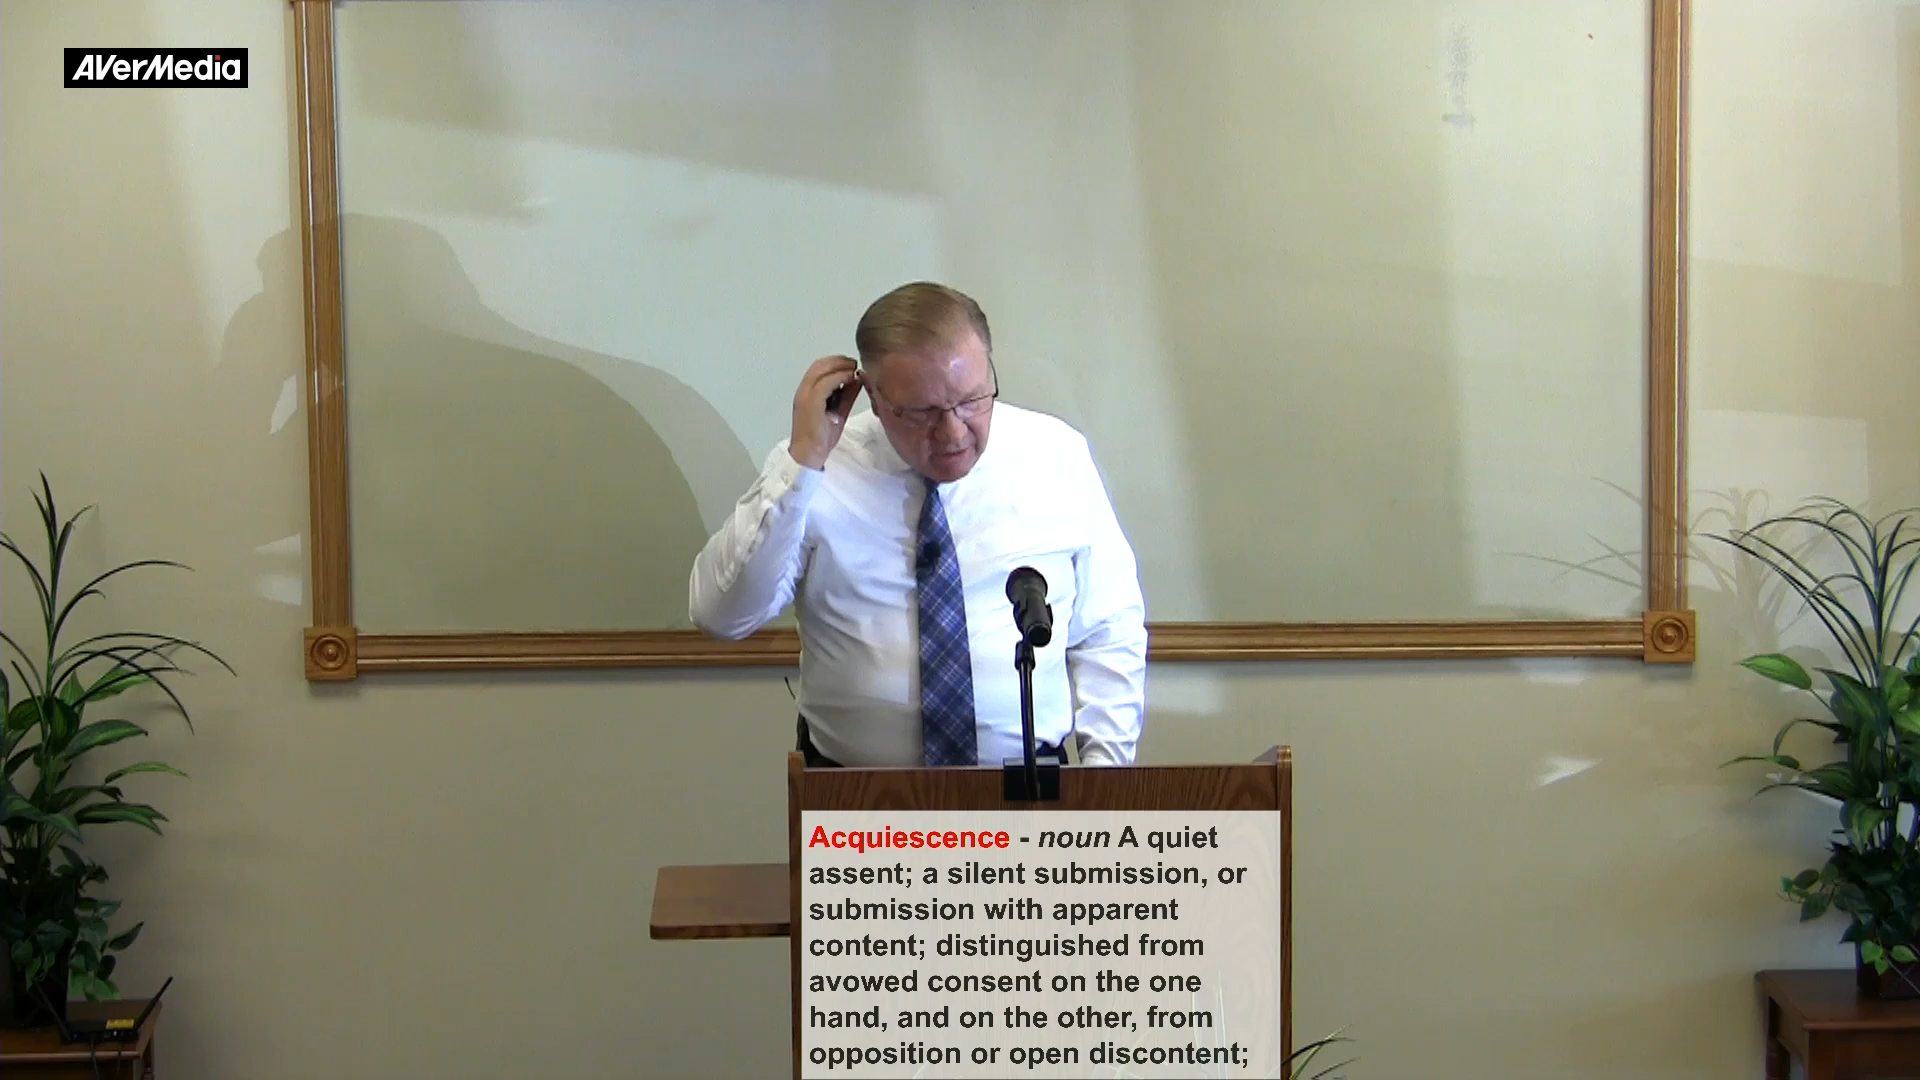 AVerMedia
Acquiescence - noun A quiet
assent; a silent submission, or
submission with apparent
content; distinguished from
avowed consent on the one
hand, and on the other, from
opposition or open discontent;